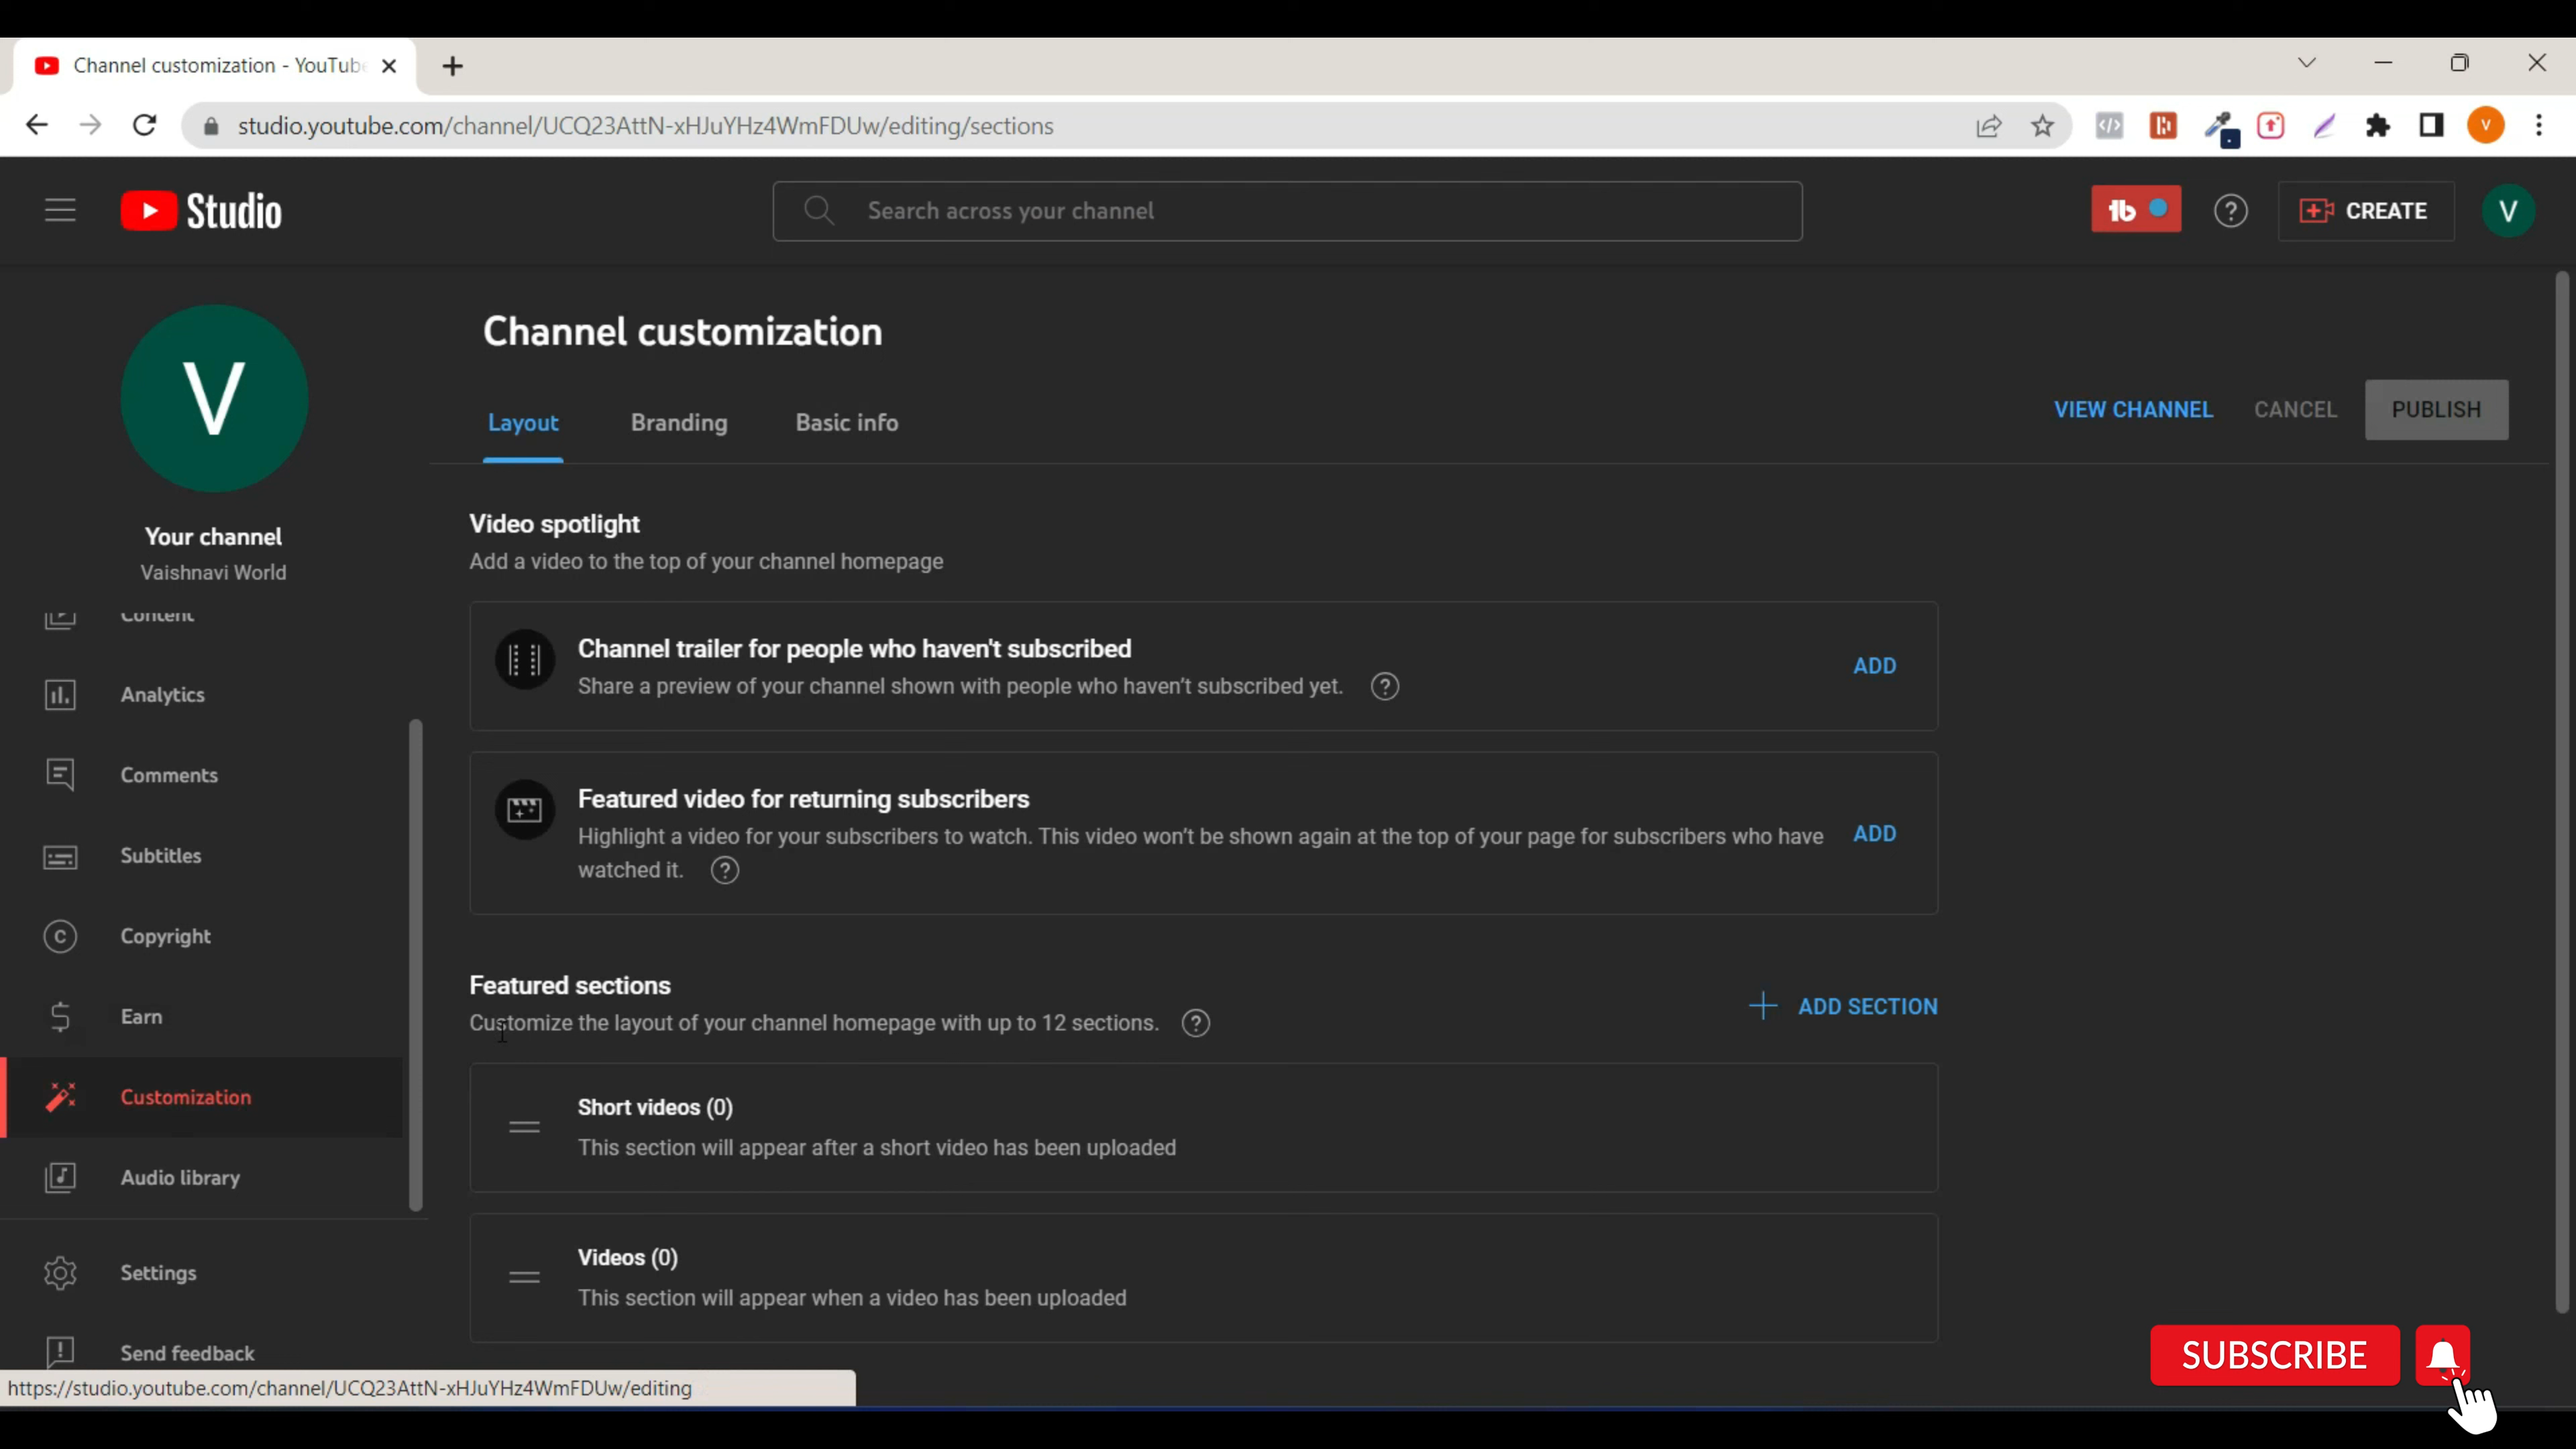 Channel customization - YouTube
studio.youtube.com/channel/UCQ23AttN-xHJuYHz4WmFDUw/editing/sections
V
Studio
Search across your channel
CREATE
V
V
Your channel
Vaishnavi World
Content
Analytics
Comments
Subtitles
Copyright
Earn
Customization
Audio library
Settings
Send feedback
Channel customization
Layout
Branding
Basic info
VIEW CHANNEL
CANCEL
PUBLISH
Video spotlight
Add a video to the top of your channel homepage
Channel trailer for people who haven't subscribed
Share a preview of your channel shown with people who haven't subscribed yet.
ADD
Featured video for returning subscribers
Highlight a video for your subscribers to watch. This video won't be shown again at the top of your page for subscribers who have
watched it.
ADD
Featured sections
Customize the layout of your channel homepage with up to 12 sections.
ADD SECTION
Short videos (0)
This section will appear after a short video has been uploaded
Videos (0)
This section will appear when a video has been uploaded
SUBSCRIBE
https://studio.youtube.com/channel/UCQ23AttN-xHJuYHz4WmFDUw/editing